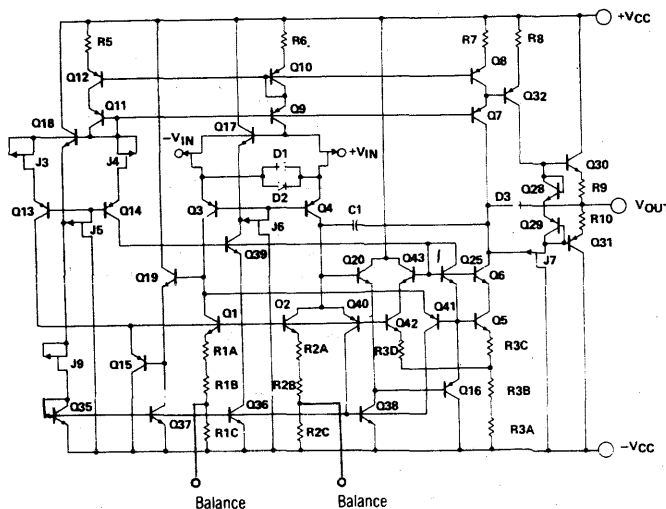 +VCC
R5
R6
R7
R8
Q12
Q10
Q8
Q32
Q11
Q9
Q7
Q18
Q17
-VIN
+VIN
J3
J4
D1
Q30
D2
Q28
R9
Q13
Q14
Q3
Q4
D3
VOUT
J5
J6
C1
Q29
R10
Q39
Q31
Q20
Q43
Q25
J7
Q19
Q6
Q1
Q2
Q40
Q41
Q42
Q5
R1A
R2A
R3D
R3C
J9
Q15
R1B
R2B
Q16
R3B
Q35
Q36
Q38
Q37
R1C
R2C
R3A
-VCC
Balance
Balance